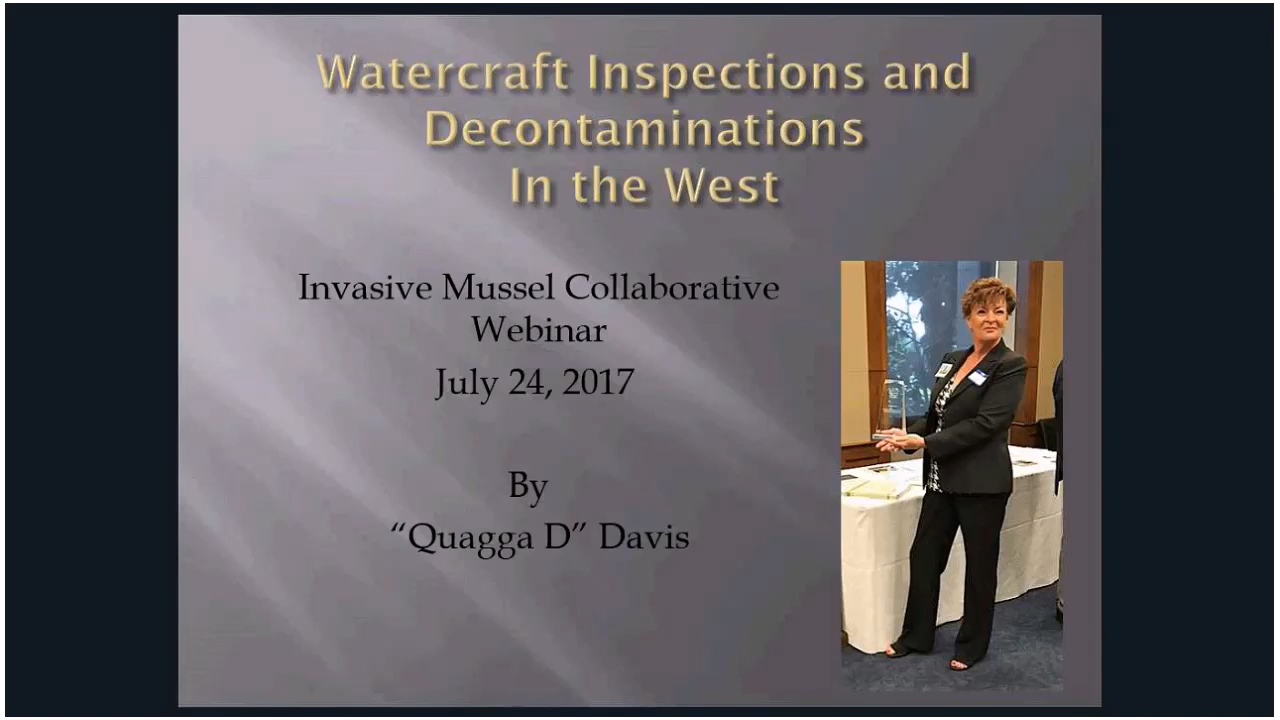 Watercraft Inspections and
Decontaminations
In the West
Invasive Mussel Collaborative
Webinar
July 24, 2017
By
“Quagga D” Davis